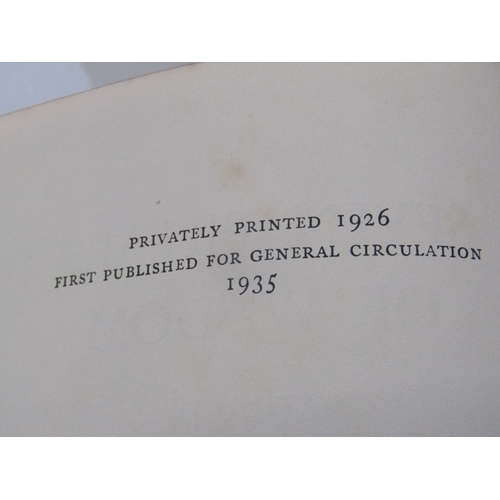 PRIVATELY PRINTED 1926
FIRST PUBLISHED FOR GENERAL CIRCULATION
1935